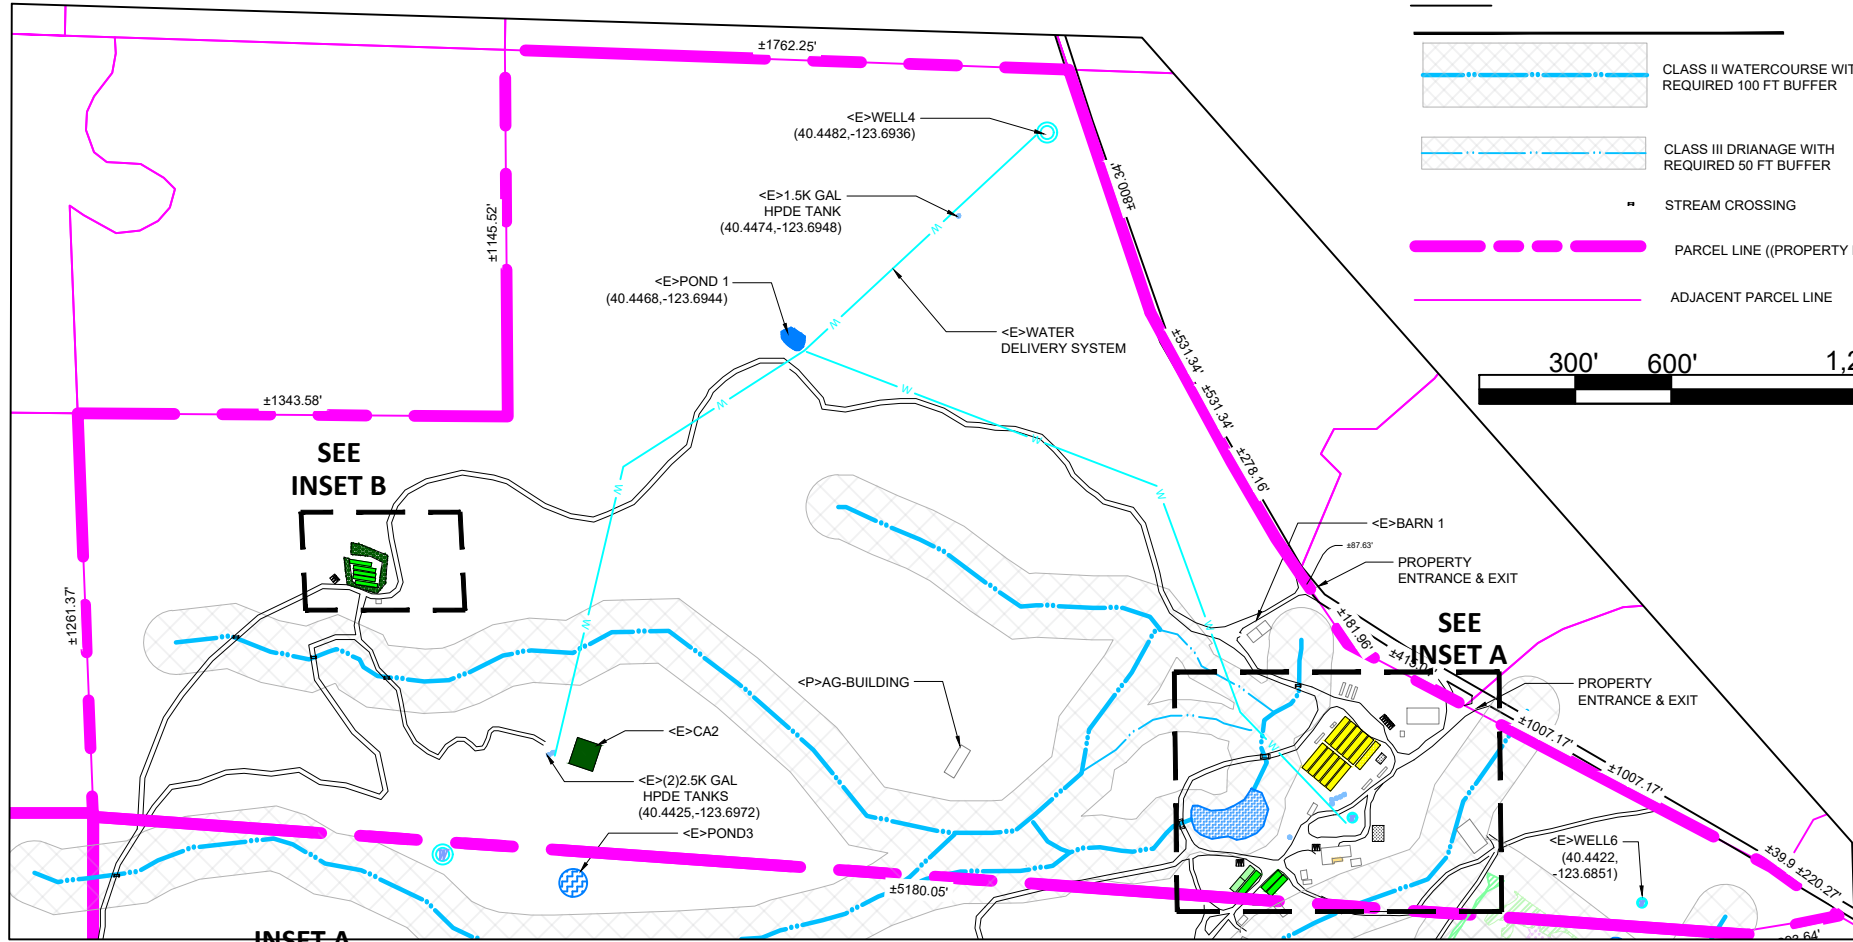 ±1762.25'
<E>WELL4
(40.4482,-123.6936)
<E>1.5K GAL
HPDE TANK
(40.4474,-123.6948)
±1145.52'
±800.34'
<E>POND 1
(40.4468,-123.6944)
<E>WATER
DELIVERY SYSTEM
±531.34'
±531.34'
±278.16'
±1343.58'
SEE
INSET B
±1261.37'
<E>BARN 1
±87.63'
PROPERTY
ENTRANCE & EXIT
SEE
INSET A
±181.96'
PROPERTY
ENTRANCE & EXIT
±1007.17'
±1007.17'
<P>AG-BUILDING
<E>CA2
<E>(2)2.5K GAL
HPDE TANKS
(40.4425,-123.6972)
<E>POND3
±5180.05'
<E>WELL6
(40.4422,
-123.6851)
±39.9
±220.27'
INSET A
W
W
W
W
W
W
W
W
W
W
W
W
W
CLASS II WATERCOURSE WIT
REQUIRED 100 FT BUFFER
CLASS III DRIANAGE WITH
REQUIRED 50 FT BUFFER
STREAM CROSSING
PARCEL LINE ((PROPERTY
ADJACENT PARCEL LINE
300' 600' 1,2